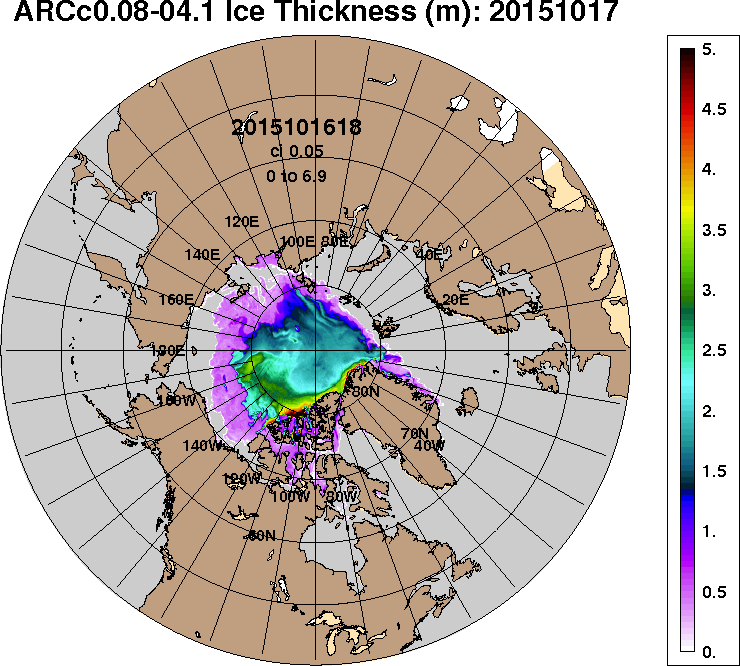 ARCc0.08-04.1 Ice Thickness (m): 20151017
5.
4.5
4.
3.5
3.
2.5
2.
1.5
1.
0.5
0.
2015101618
ci 0.05
0 to 6.9
120E
100E 80E
140E
40E
160E
20E
180E
160W
80N
140W
70N
40W
120W
100W 80W
60N